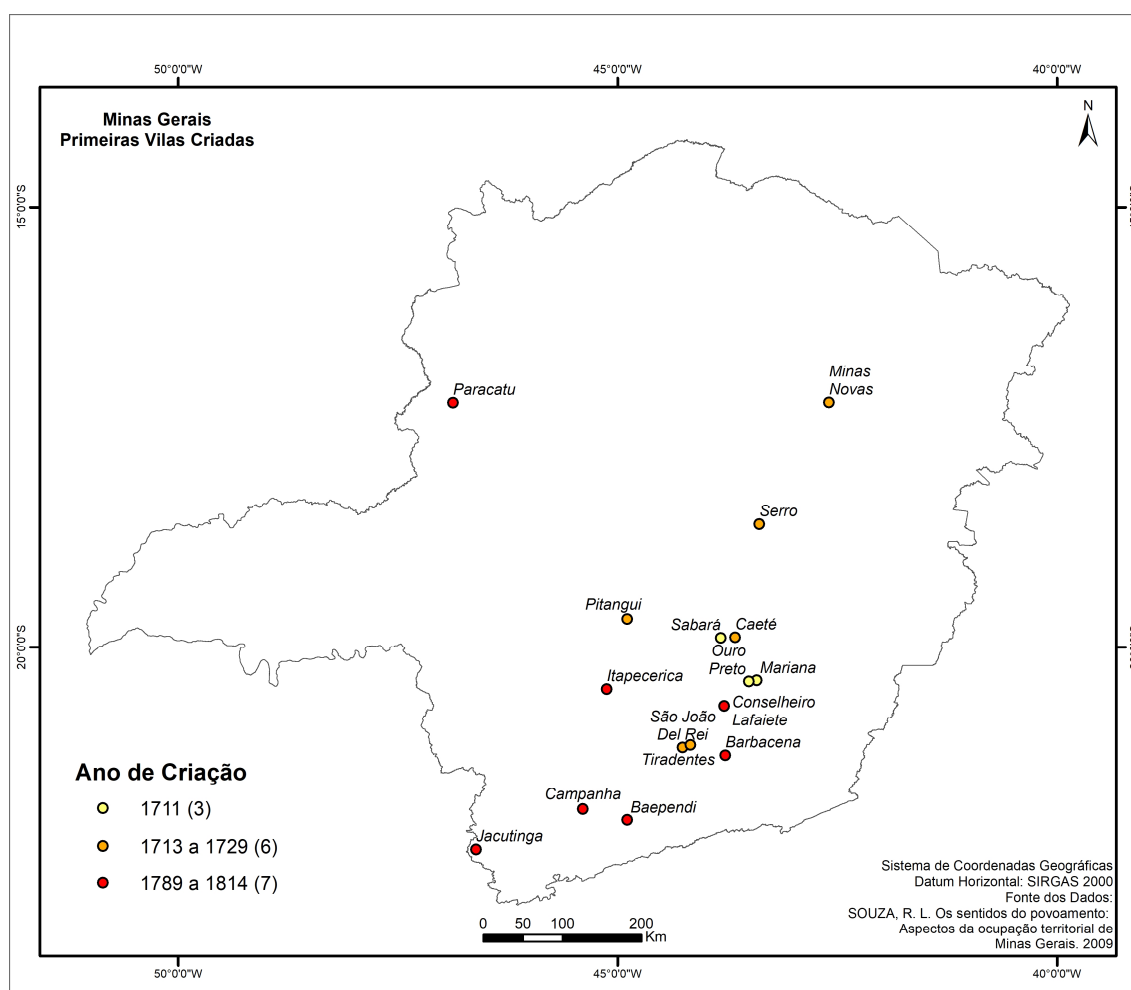 50°0'0"W 45°0'0"W 40°0'0"W
Minas Gerais
Primeiras Vilas Criadas
N
15°0'0"S
Paracatu
Minas
Novas
Serro
Pitangui
Sabará Caeté
20°0'0"S
Ouro
Preto Mariana
Itapecerica
Conselheiro
Lafaiete
São João
Del Rei
Barbacena
Tiradentes
Campanha
Baependi
Jacutinga
Ano de Criação
1711 (3)
1713 a 1729 (6)
1789 a 1814 (7)
0 50 100 200
Km
Sistema de Coordenadas Geográficas
Datum Horizontal: SIRGAS 2000
Fonte dos Dados:
SOUZA, R. L. Os sentidos do povoamento:
Aspectos da ocupação territorial de
Minas Gerais. 2009
50°0'0"W 45°0'0"W 40°0'0"W